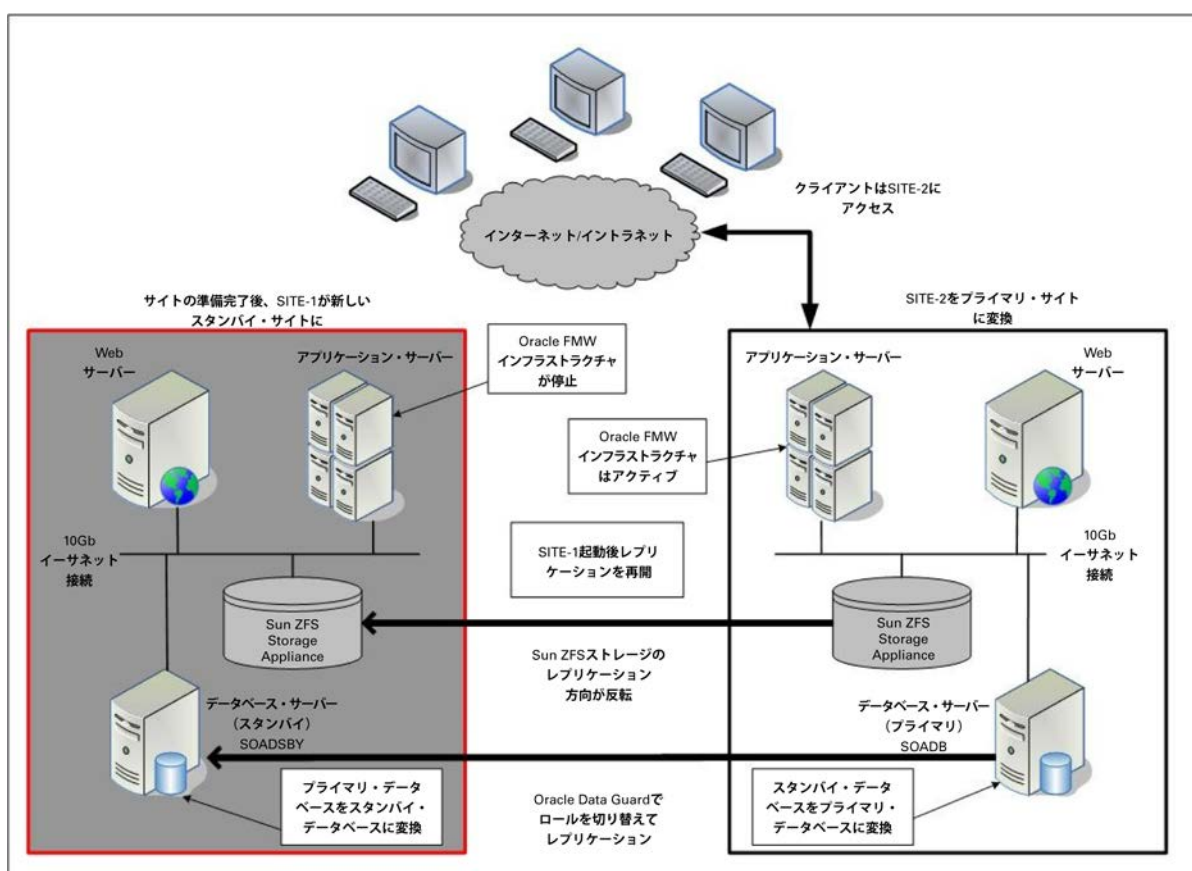 クライアントはSITE-2に
アクセス
インターネット/イントラネット
サイトの準備完了後、SITE-1が新しい
スタンバイ・サイトに
SITE-2をプライマリ・サイト
に変換
Web
サーバー
アプリケーション・サーバー
Oracle FMW
インフラストラクチャ
が停止
アプリケーション・サーバー
Web
サーバー
Oracle FMW
インフラストラクチャ
はアクティブ
10Gb
イーサネット
接続
SITE-1起動後レプリ
ケーションを再開
10Gb
イーサネット
接続
Sun ZFS
Storage
Appliance
Sun ZFS
Storage
Appliance
Sun ZFSストレージの
レプリケーション
方向が反転
データベース・サーバー
（スタンバイ）
SOADSBY
データベース・サーバー
（プライマリ）
SOADB
プライマリ・データ
ベースをスタンバイ・
データベースに変換
Oracle Data Guardで
ロールを切り替えて
レプリケーション
スタンバイ・データ
ベースをプライマリ・
データベースに変換